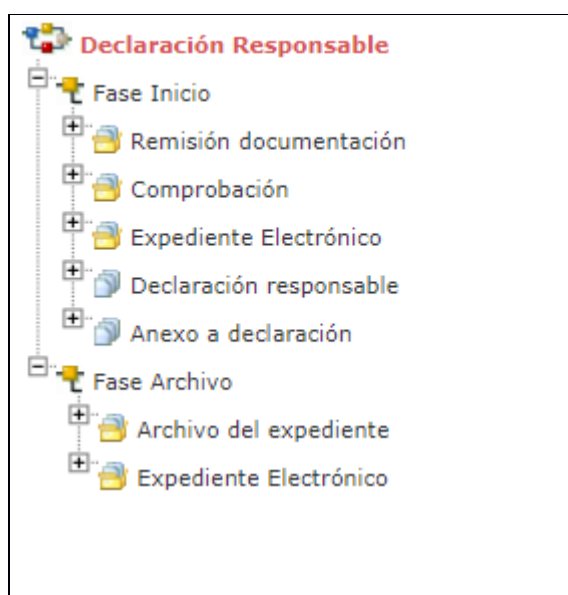 Declaración Responsable
Fase Inicio
Remisión documentación
Comprobación
Expediente Electrónico
Declaración responsable
Anexo a declaración
Fase Archivo
Archivo del expediente
Expediente Electrónico